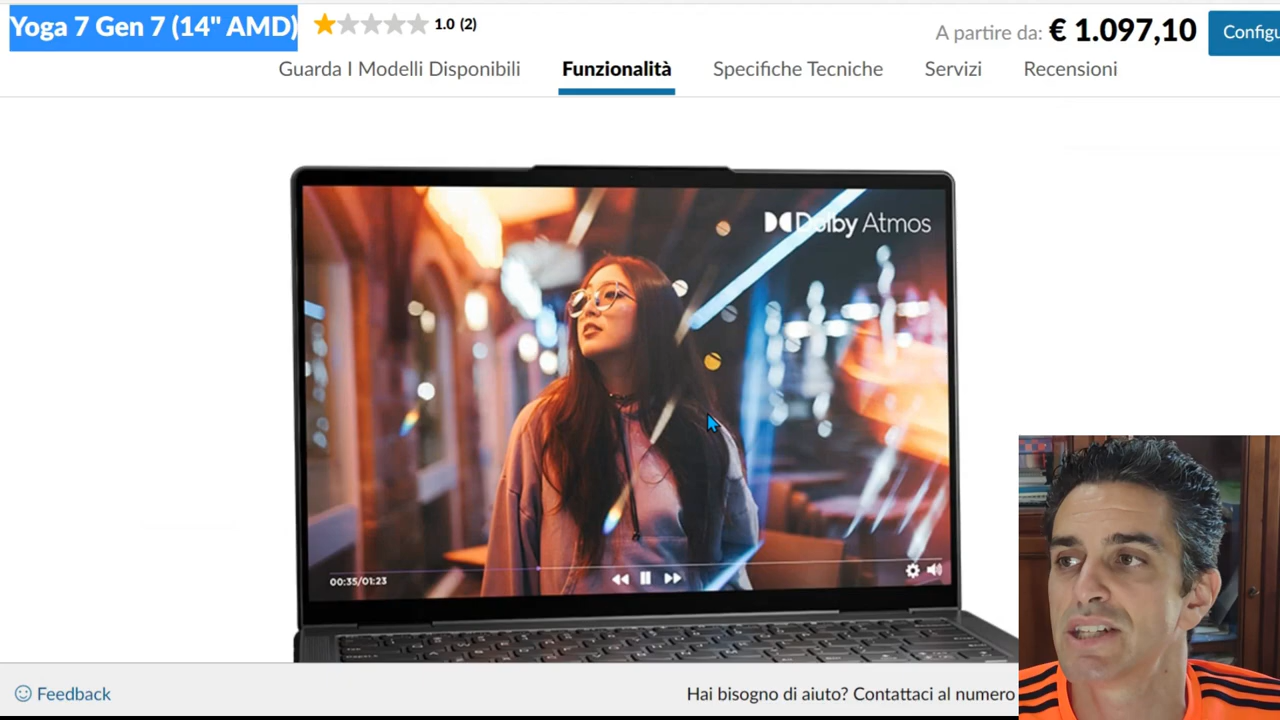 Yoga 7 Gen 7 (14" AMD)
1.0 (2)
A partire da: € 1.097,10
Configu
Guarda I Modelli Disponibili
Funzionalità
Specifiche Tecniche
Servizi
Recensioni
Dolby Atmos
00:35/01:23
Feedback
Hai bisogno di aiuto? Contattaci al numero